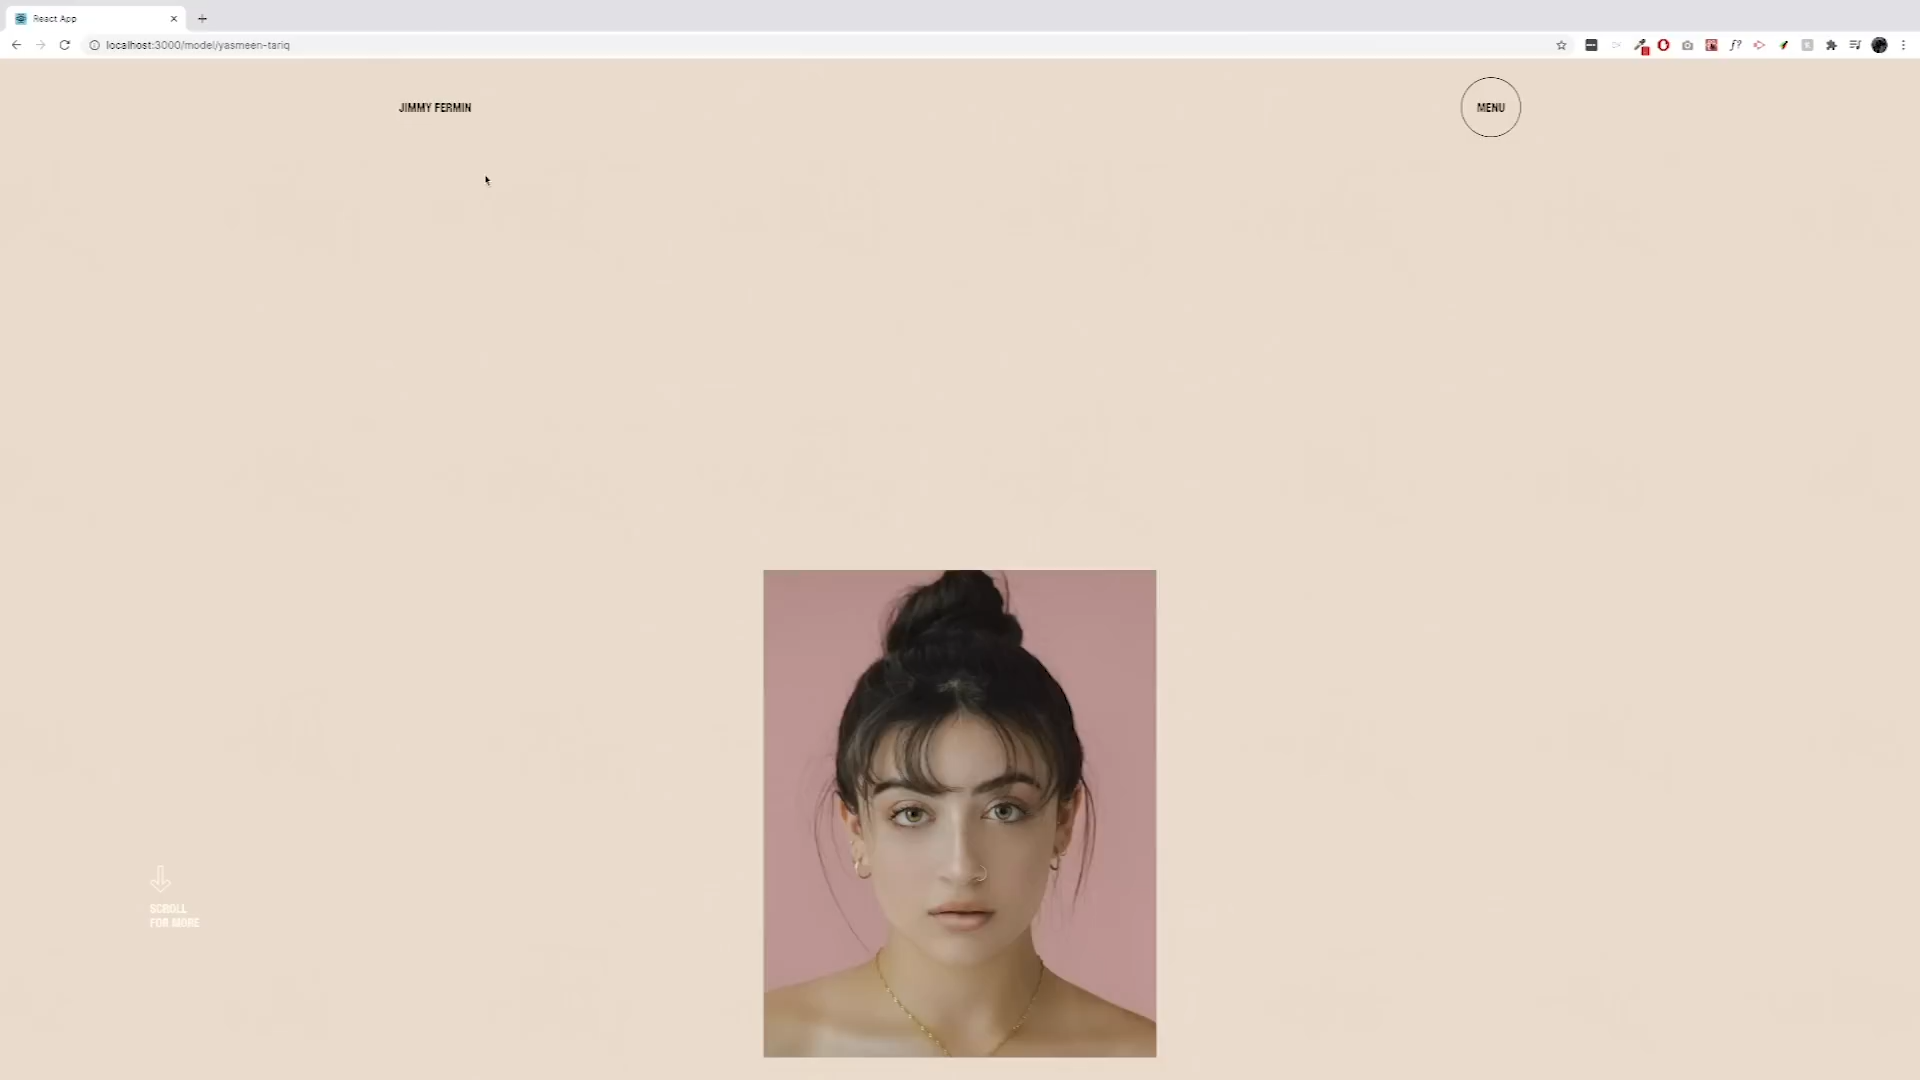 React App
localhost:3000/model/yasmeen-tariq
f?
JIMMY FERMIN
MENU
SCROLL
FOR MORE